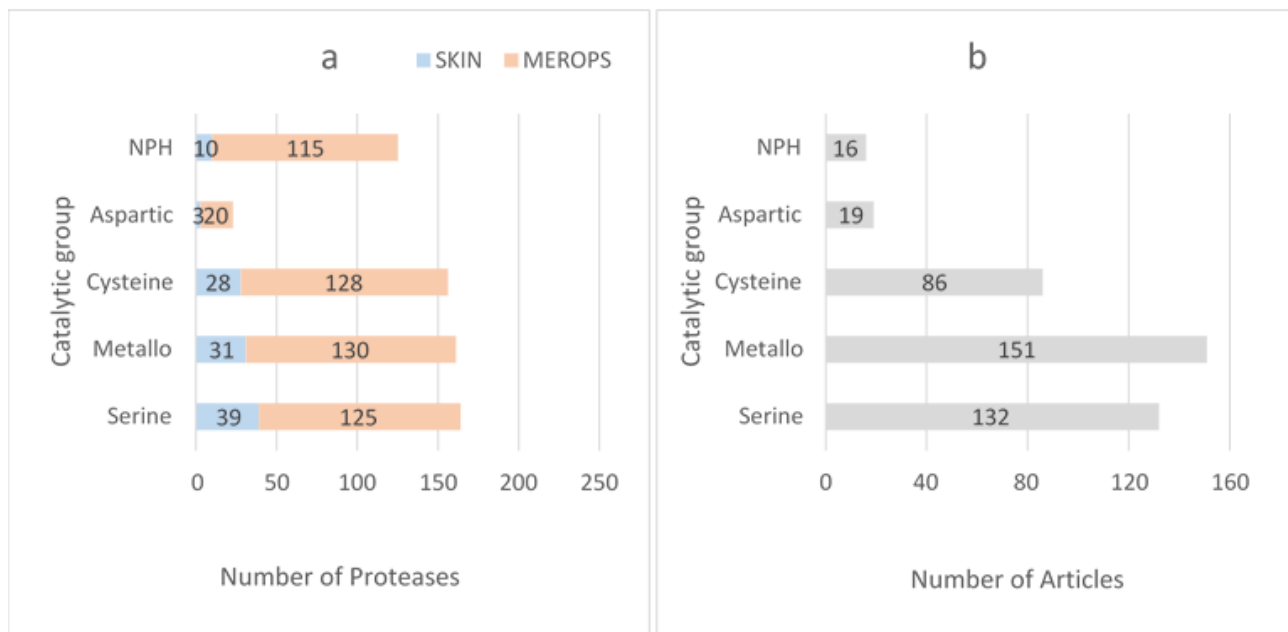 a
SKIN MEROPS
Catalytic group
NPH 10 115
Aspartic 3 20
Cysteine 28 128
Metallo 31 130
Serine 39 125
0 50 100 150 200 250
Number of Proteases
b
Catalytic group
NPH 16
Aspartic 19
Cysteine 86
Metallo 151
Serine 132
0 40 80 120 160
Number of Articles